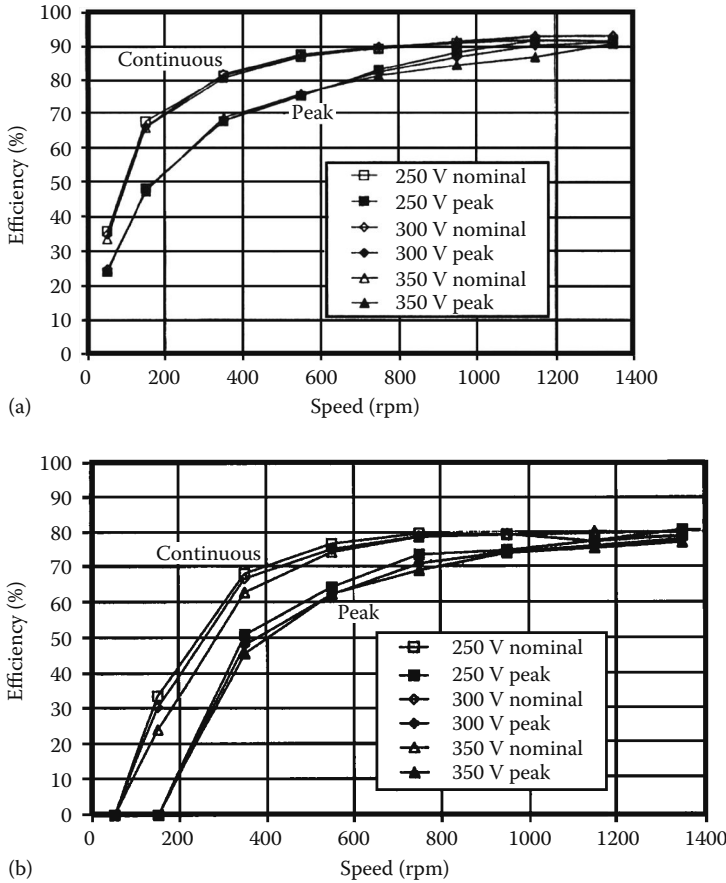 100
90
80
70
60
50
40
30
20
10
0
Efficiency (%)
Continuous
Peak
250 V nominal
250 V peak
300 V nominal
300 V peak
350 V nominal
350 V peak
0 200 400 600 800 1000 1200 1400
(a)
Speed (rpm)
100
90
80
70
60
50
40
30
20
10
0
Efficiency (%)
Continuous
Peak
250 V nominal
250 V peak
300 V nominal
300 V peak
350 V nominal
350 V peak
0 200 400 600 800 1000 1200 1400
(b)
Speed (rpm)